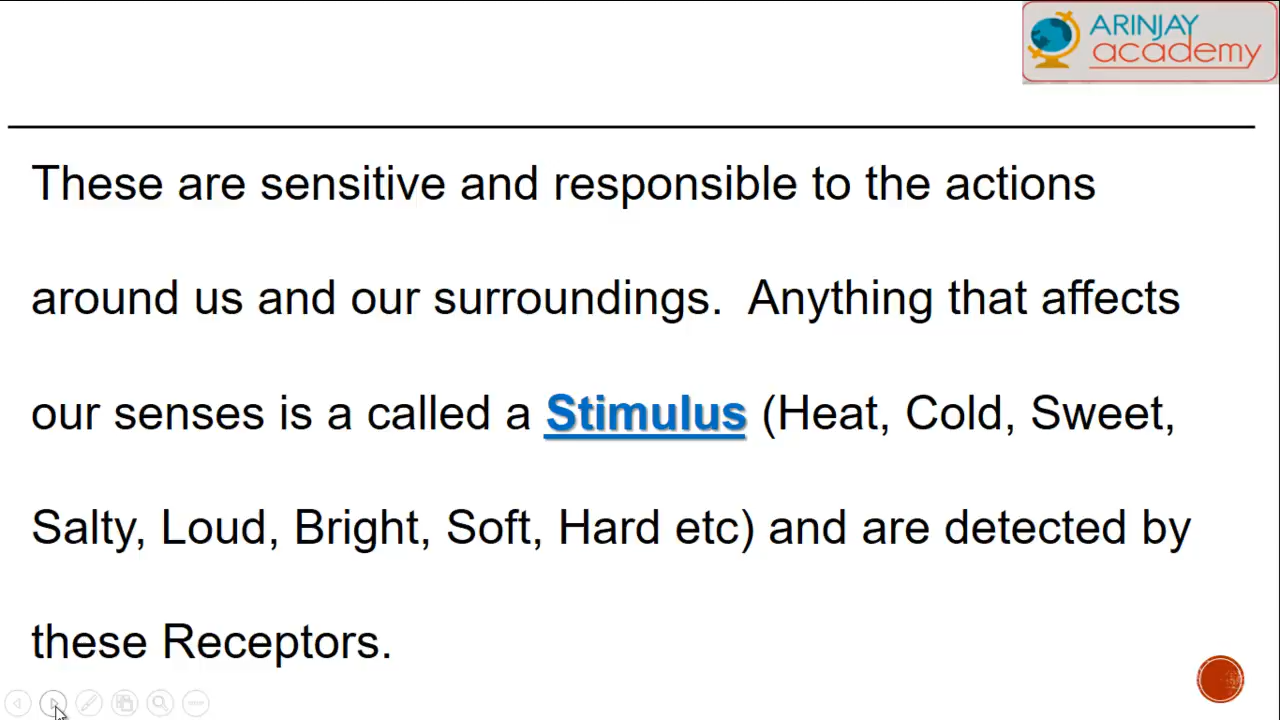 ARINJAY
academy
These are sensitive and responsible to the actions
around us and our surroundings.  Anything that affects
our senses is a called a Stimulus (Heat, Cold, Sweet,
Salty, Loud, Bright, Soft, Hard etc) and are detected by
these Receptors.